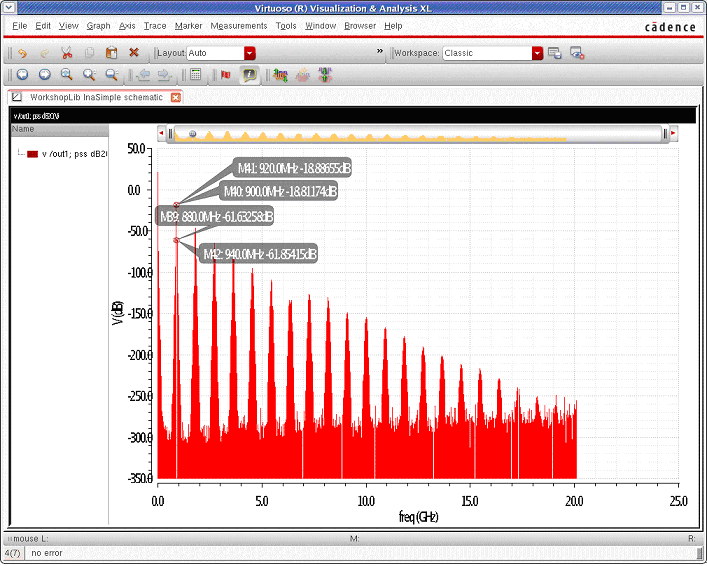 Virtuoso (R) Visualization & Analysis XL
File Edit View Graph Axis Trace Marker Measurements Tools Window Browser Help
cādence
Layout: Auto
» Workspace: Classic
WorkshopLib lnaSimple schematic
v /out1; pss dB20(V)
Name
v /out1; pss dB20
50.0
0.0
-50.0
-100.0
-150.0
-200.0
-250.0
-300.0
-350.0
V (dB)
M41: 920.0MHz -18.88655dB
M40: 900.0MHz -18.81174dB
M39: 880.0MHz -61.63258dB
M42: 940.0MHz -61.85415dB
0.0 5.0 10.0 15.0 20.0 25.0
freq (GHz)
mouse L: M: R:
4(7) no error